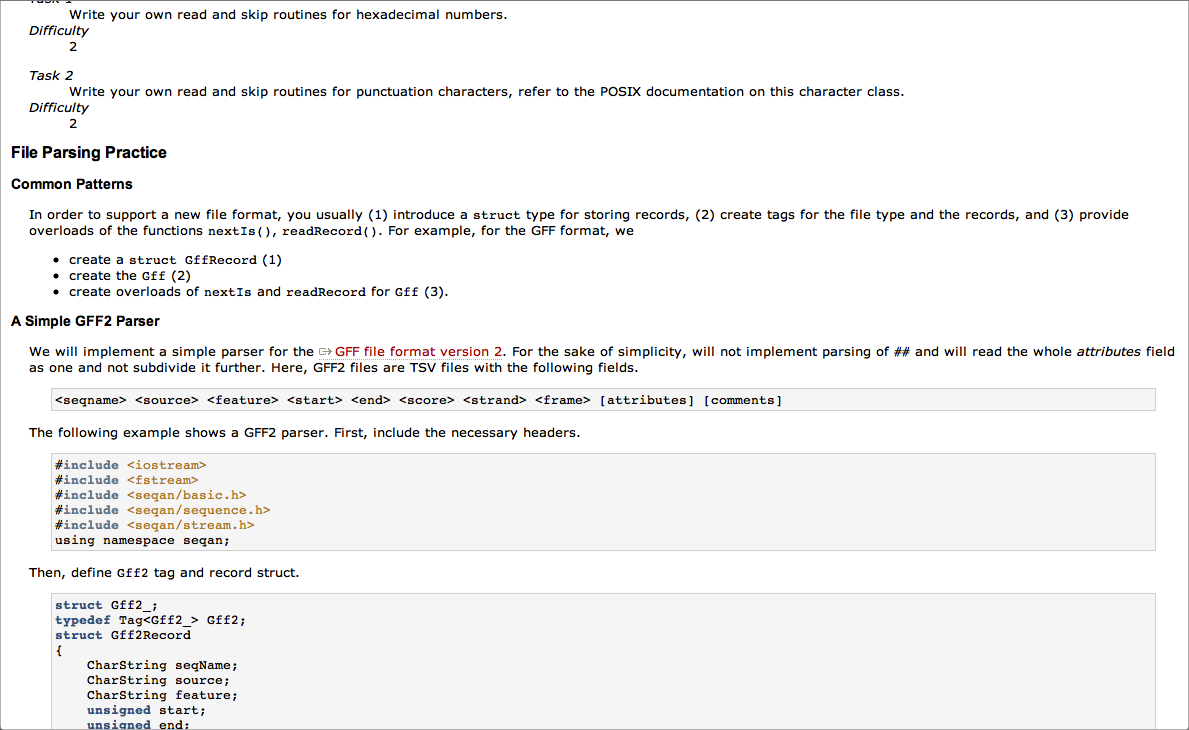 Task 1
Write your own read and skip routines for hexadecimal numbers.
Difficulty
2
Task 2
Write your own read and skip routines for punctuation characters, refer to the POSIX documentation on this character class.
Difficulty
2
File Parsing Practice
Common Patterns
In order to support a new file format, you usually (1) introduce a struct type for storing records, (2) create tags for the file type and the records, and (3) provide
overloads of the functions nextIs(), readRecord(). For example, for the GFF format, we
• create a struct GffRecord (1)
• create the Gff (2)
• create overloads of nextIs and readRecord for Gff (3).
A Simple GFF2 Parser
We will implement a simple parser for the GFF file format version 2. For the sake of simplicity, will not implement parsing of ## and will read the whole attributes field
as one and not subdivide it further. Here, GFF2 files are TSV files with the following fields.
<seqname> <source> <feature> <start> <end> <score> <strand> <frame> [attributes] [comments]
The following example shows a GFF2 parser. First, include the necessary headers.
#include <iostream>
#include <fstream>
#include <seqan/basic.h>
#include <seqan/sequence.h>
#include <seqan/stream.h>
using namespace seqan;
Then, define Gff2 tag and record struct.
struct Gff2_;
typedef Tag<Gff2_> Gff2;
struct Gff2Record
{
CharString seqName;
CharString source;
CharString feature;
unsigned start;
unsigned end;